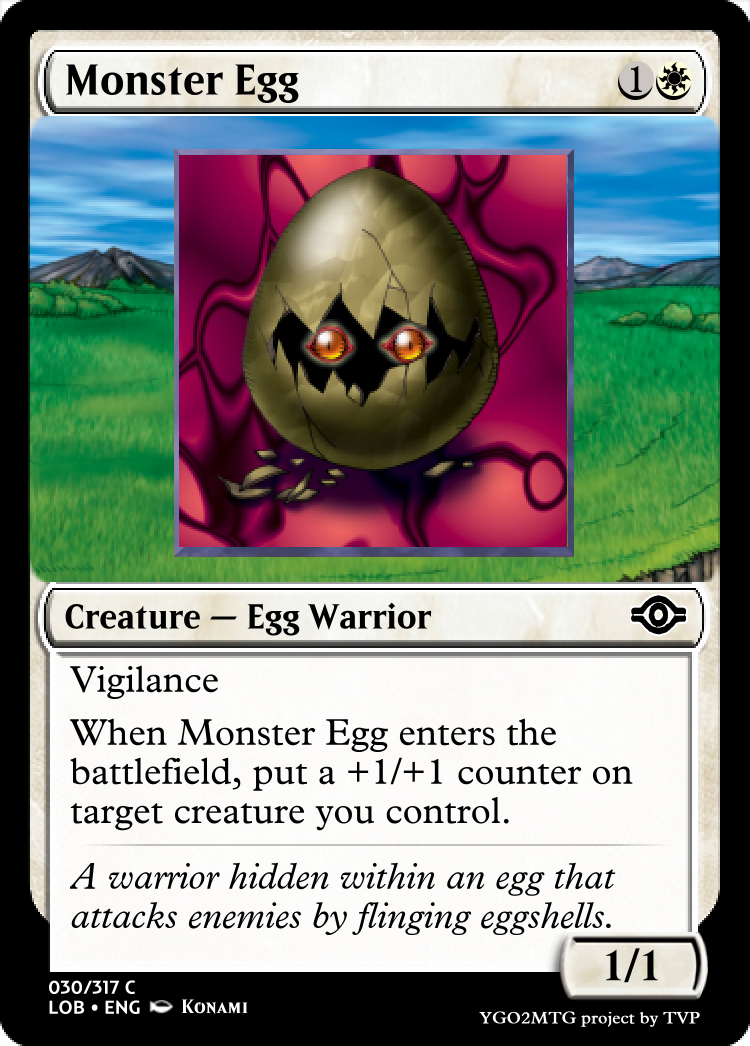 Monster Egg 1
Creature — Egg Warrior
Vigilance
When Monster Egg enters the
battlefield, put a +1/+1 counter on
target creature you control.
A warrior hidden within an egg that
attacks enemies by flinging eggshells.
1/1
030/317 C
LOB • ENG Konami
YGO2MTG project by TVP